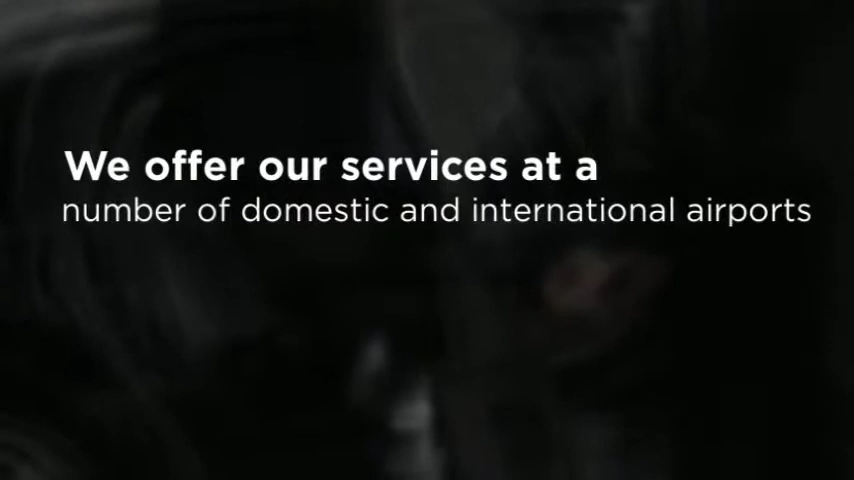 We offer our services at a
number of domestic and international airports